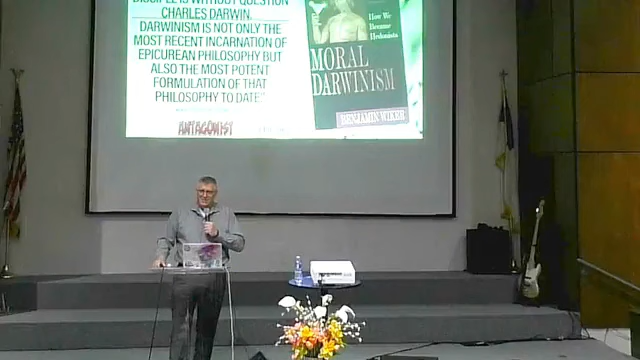 DISCIPLE IS WITHOUT QUESTION
CHARLES DARWIN.
DARWINISM IS NOT ONLY THE
MOST RECENT INCARNATION OF
EPICUREAN PHILOSOPHY BUT
ALSO THE MOST POTENT
FORMULATION OF THAT
PHILOSOPHY TO DATE."
ANTAGONIST
How We
Became
Hedonists
MORAL
DARWINISM
BENJAMIN WIKER